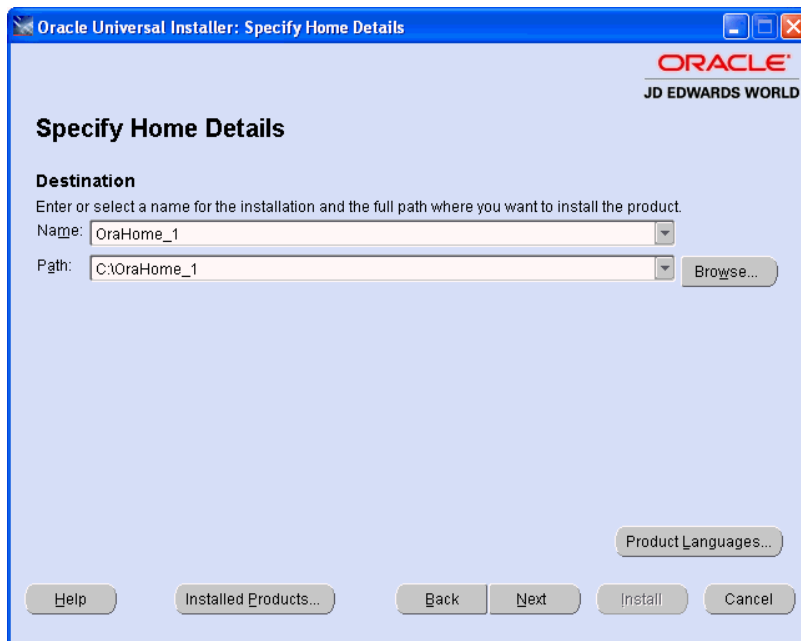 Oracle Universal Installer: Specify Home Details
ORACLE
JD EDWARDS WORLD
Specify Home Details
Destination
Enter or select a name for the installation and the full path where you want to install the product.
Name: OraHome_1
Path: C:\OraHome_1 Browse...
Product Languages...
Help Installed Products... Back Next Install Cancel